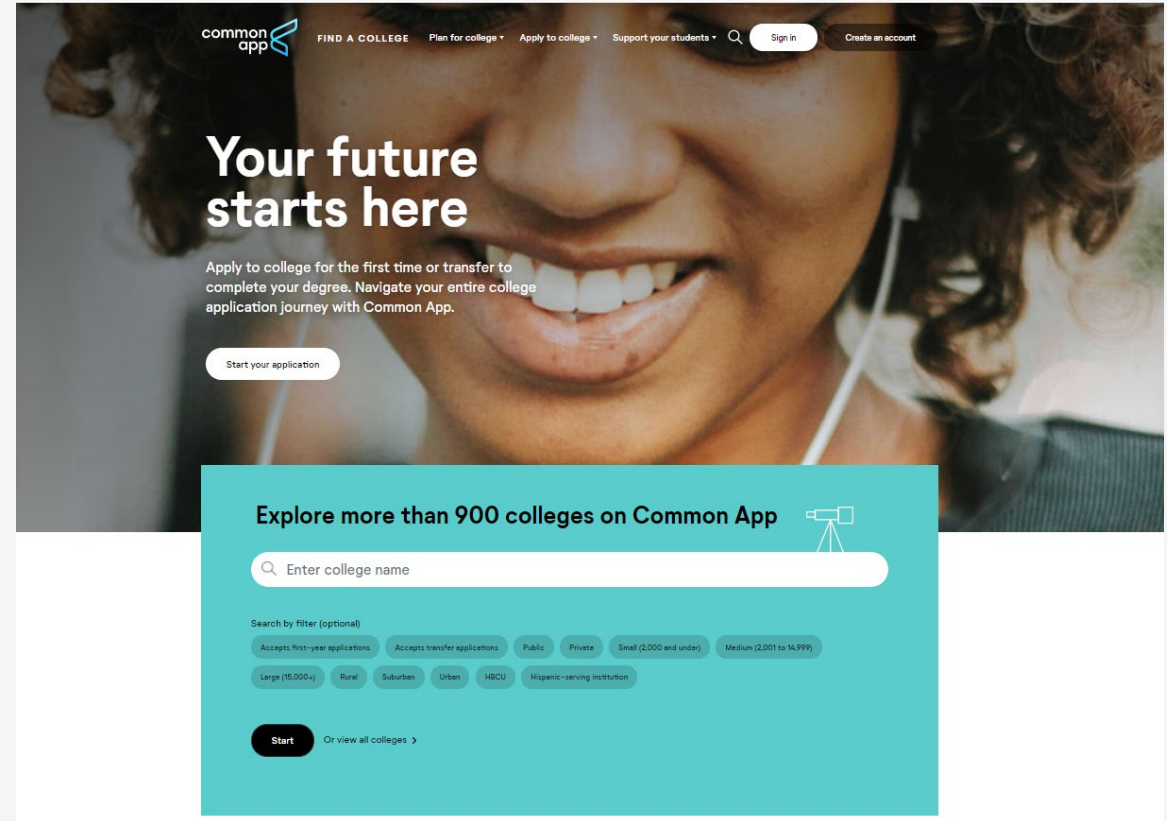 common
app
FIND A COLLEGE Plan for college Apply to college Support your students Sign in Create an account
Your future
starts here
Apply to college for the first time or transfer to
complete your degree. Navigate your entire college
application journey with Common App.
Start your application
Explore more than 900 colleges on Common App
Enter college name
Search by filter (optional)
Accepts first-year applications Accepts transfer applications Public Private Small (2,000 and under) Medium (2,001 to 14,999)
Large (15,000+) Rural Suburban Urban HBCU Hispanic-serving institution
Start Or view all colleges